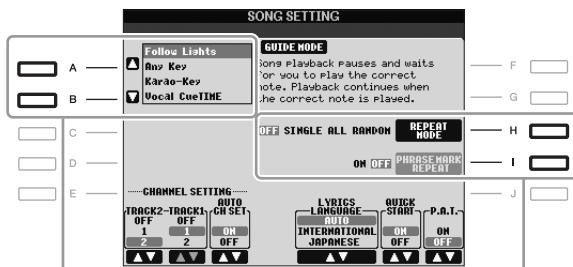 SONG SETTING
Follow Lights
Any Key
Karao-Key
Vocal CueTIME
GUIDE MODE
Song Playback pauses and waits
for you to play the correct
note. Playback continues when
the correct note is played.
A
B
C
D
E
F
G
H
I
J
OFF SINGLE ALL RANDOM REPEAT MODE
ON OFF PHRASE MARK REPEAT
CHANNEL SETTING
TRACK2 TRACK1 AUTO CH SET
OFF OFF
1 1 ON
2 2 OFF
LYRICS LANGUAGE
AUTO
INTERNATIONAL
JAPANESE
QUICK START
ON
OFF
P.A.T.
ON
OFF